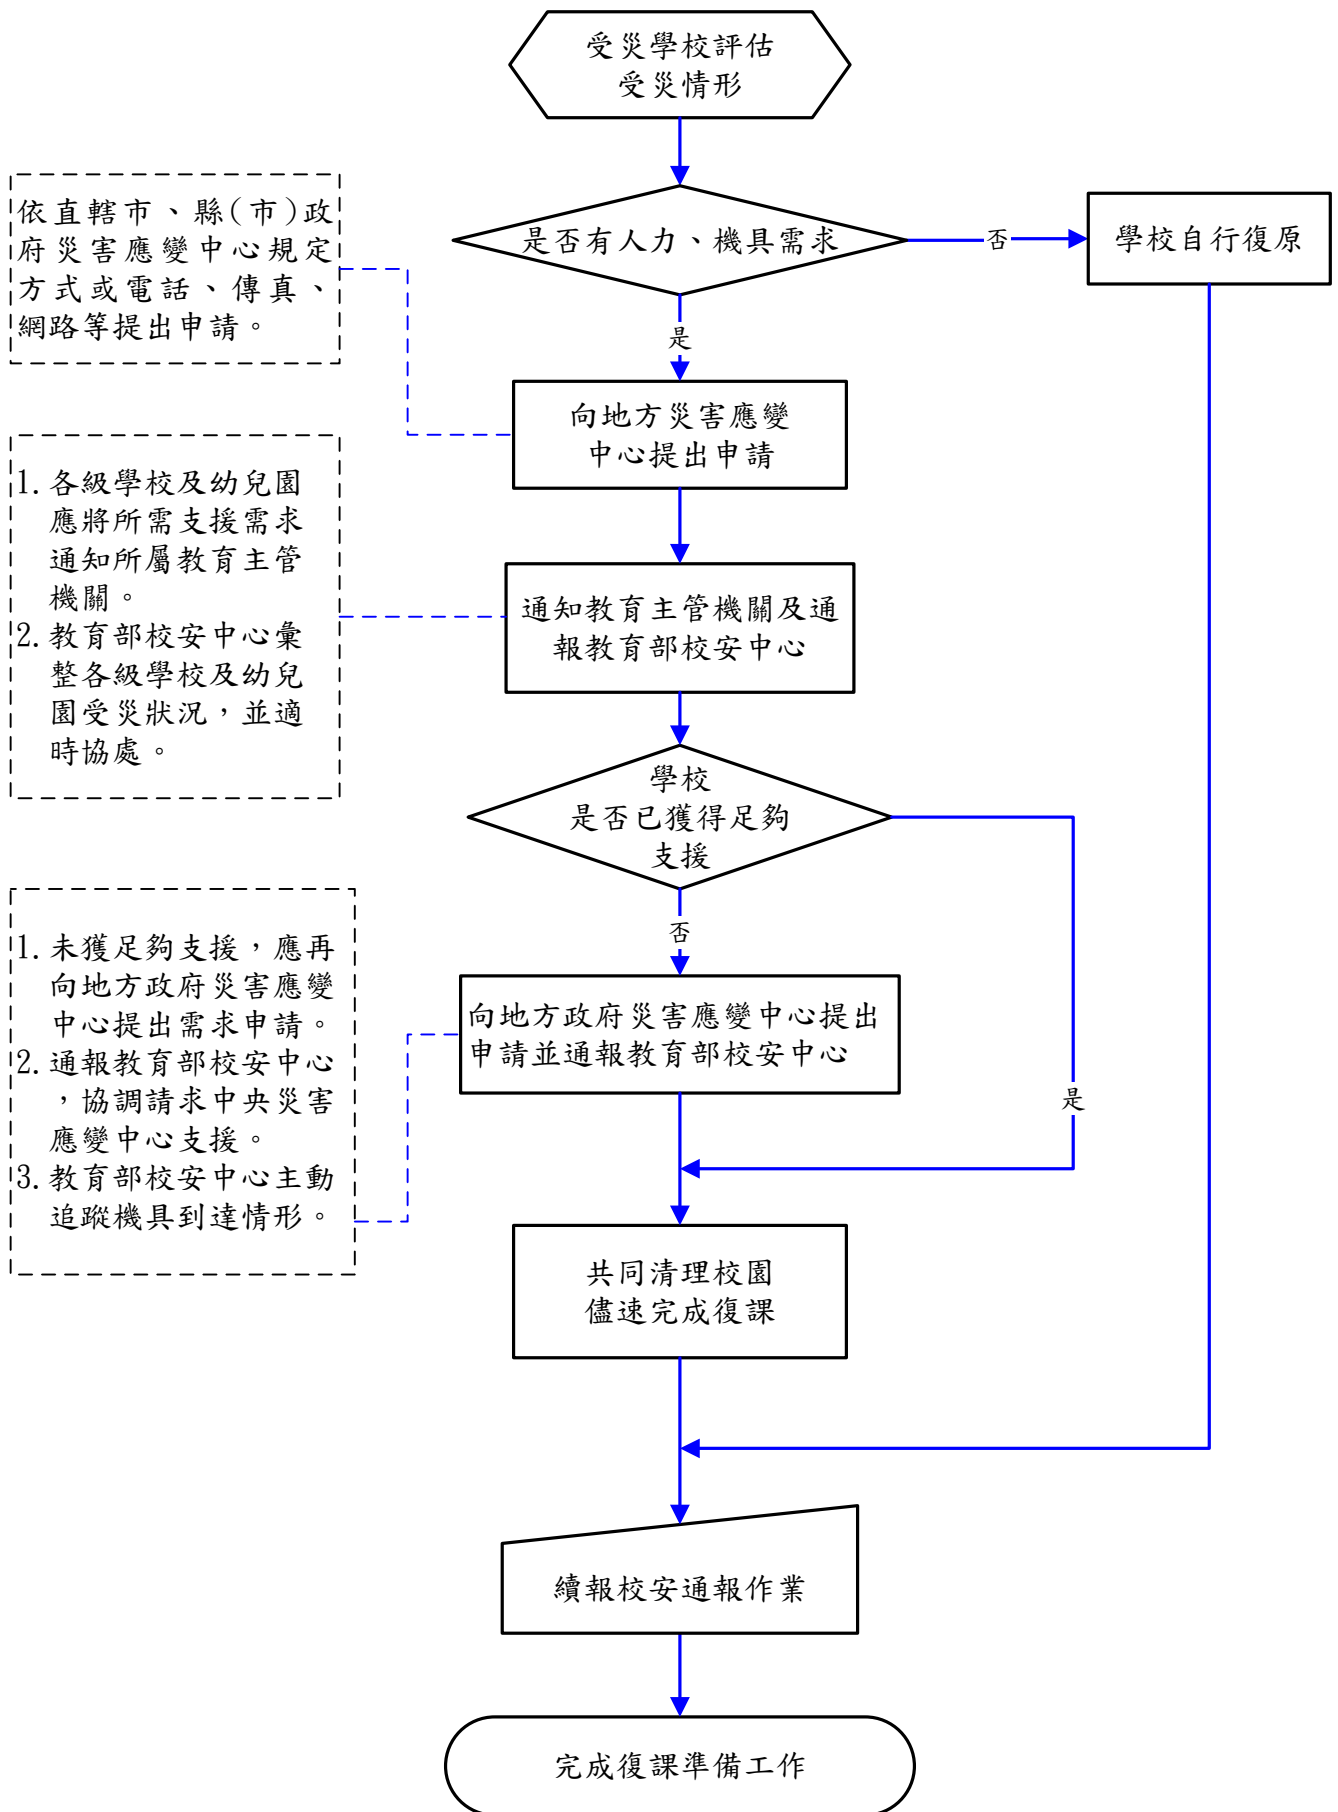 受災學校評估
受災情形
是否有人力、機具需求
否
學校自行復原
依直轄市、縣(市)政
府災害應變中心規定
方式或電話、傳真、
網路等提出申請。
是
向地方災害應變
中心提出申請
1. 各級學校及幼兒園
應將所需支援需求
通知所屬教育主管
機關。
2. 教育部校安中心彙
整各級學校及幼兒
園受災狀況，並適
時協處。
通知教育主管機關及通
報教育部校安中心
學校
是否已獲得足夠
支援
否
1. 未獲足夠支援，應再
向地方政府災害應變
中心提出需求申請。
2. 通報教育部校安中心
，協調請求中央災害
應變中心支援。
3. 教育部校安中心主動
追蹤機具到達情形。
向地方政府災害應變中心提出
申請並通報教育部校安中心
是
共同清理校園
儘速完成復課
續報校安通報作業
完成復課準備工作